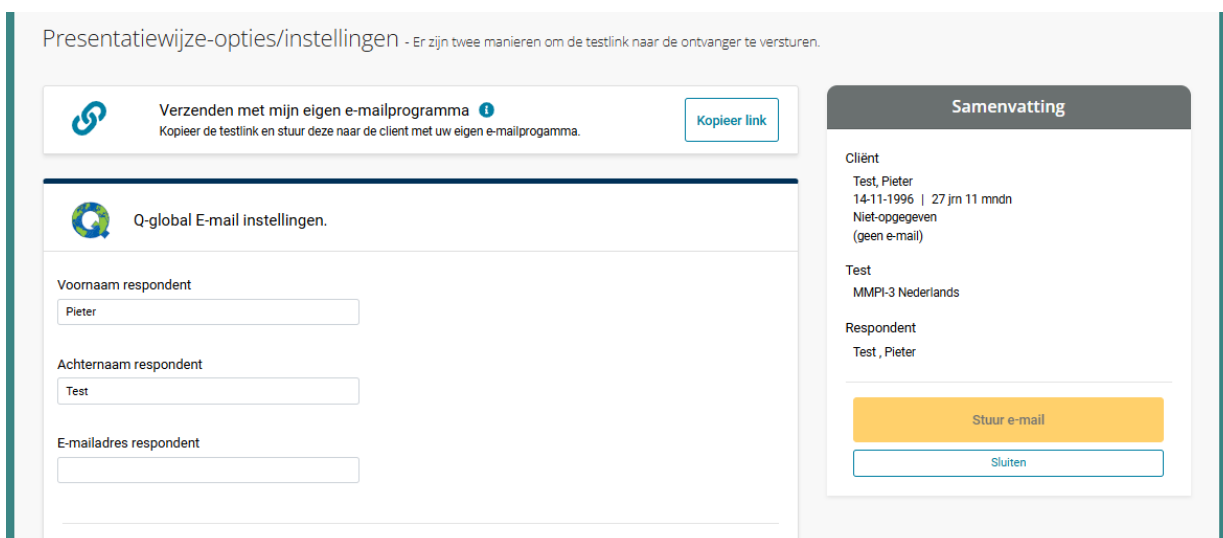 Presentatiewijze-opties/instellingen - Er zijn twee manieren om de testlink naar de ontvanger te versturen.
Verzenden met mijn eigen e-mailprogramma
Kopieer de testlink en stuur deze naar de client met uw eigen e-mailprogamma.
Kopieer link
Q-global E-mail instellingen.
Voornaam respondent
Pieter
Achternaam respondent
Test
E-mailadres respondent
Samenvatting
Cliënt
Test, Pieter
14-11-1996 | 27 jrn 11 mndn
Niet-opgegeven
(geen e-mail)
Test
MMPI-3 Nederlands
Respondent
Test , Pieter
Stuur e-mail
Sluiten